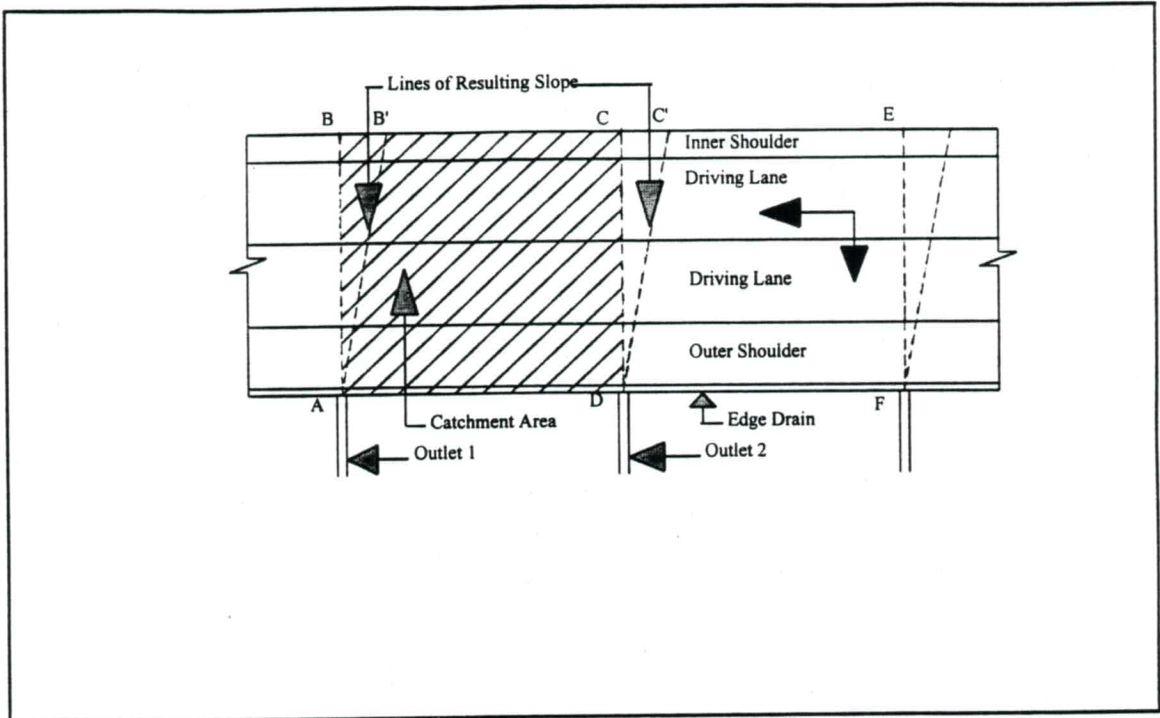 Lines of Resulting Slope
B B' C C' E
Inner Shoulder
Driving Lane
Driving Lane
Outer Shoulder
A D F
Catchment Area
Edge Drain
Outlet 1
Outlet 2